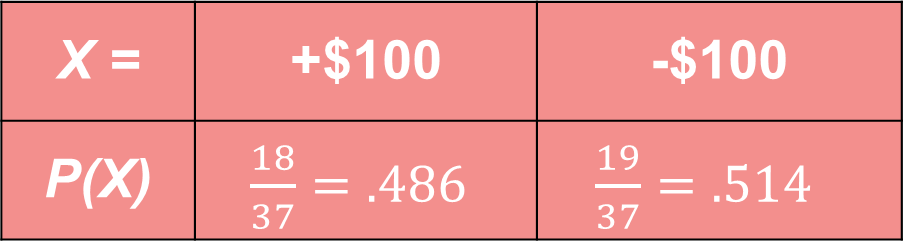 X = +$100 -$100
P(X) 18/37 = .486 19/37 = .514